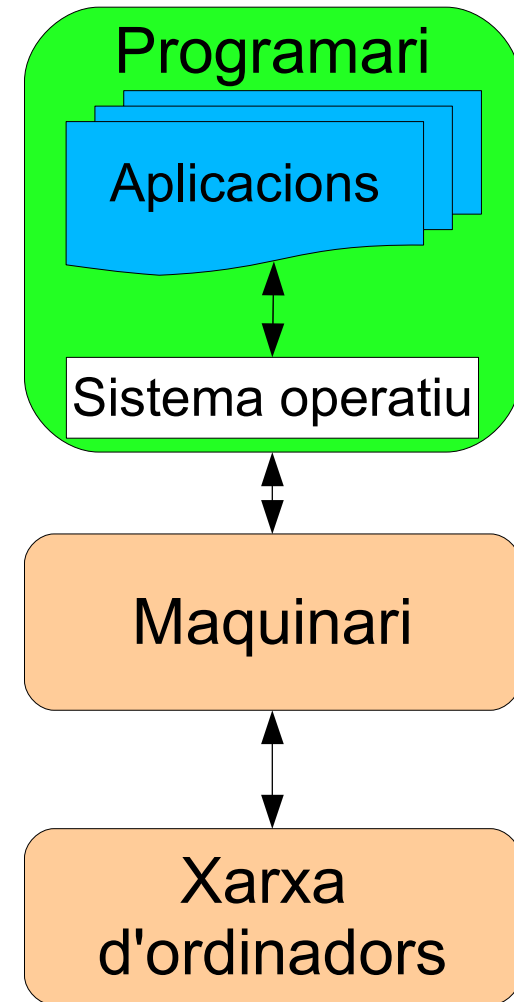 Programari
Aplicacions
Sistema operatiu
Maquinari
Xarxa
d'ordinadors